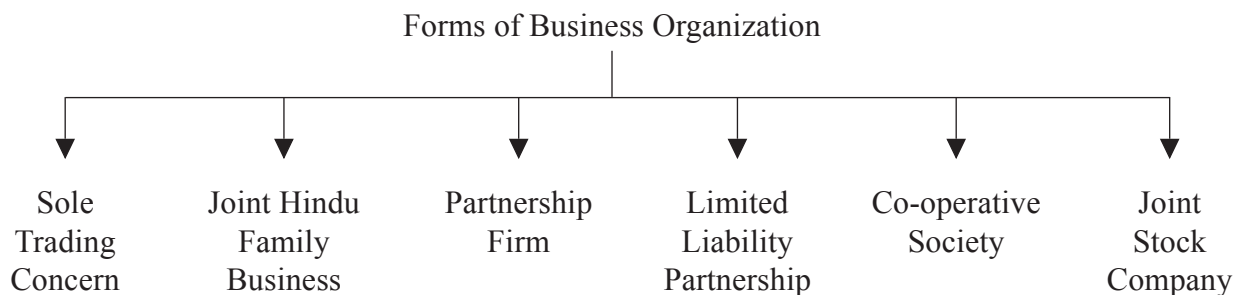 Forms of Business Organization
Sole
Trading
Concern
Joint Hindu
Family
Business
Partnership
Firm
Limited
Liability
Partnership
Co-operative
Society
Joint
Stock
Company